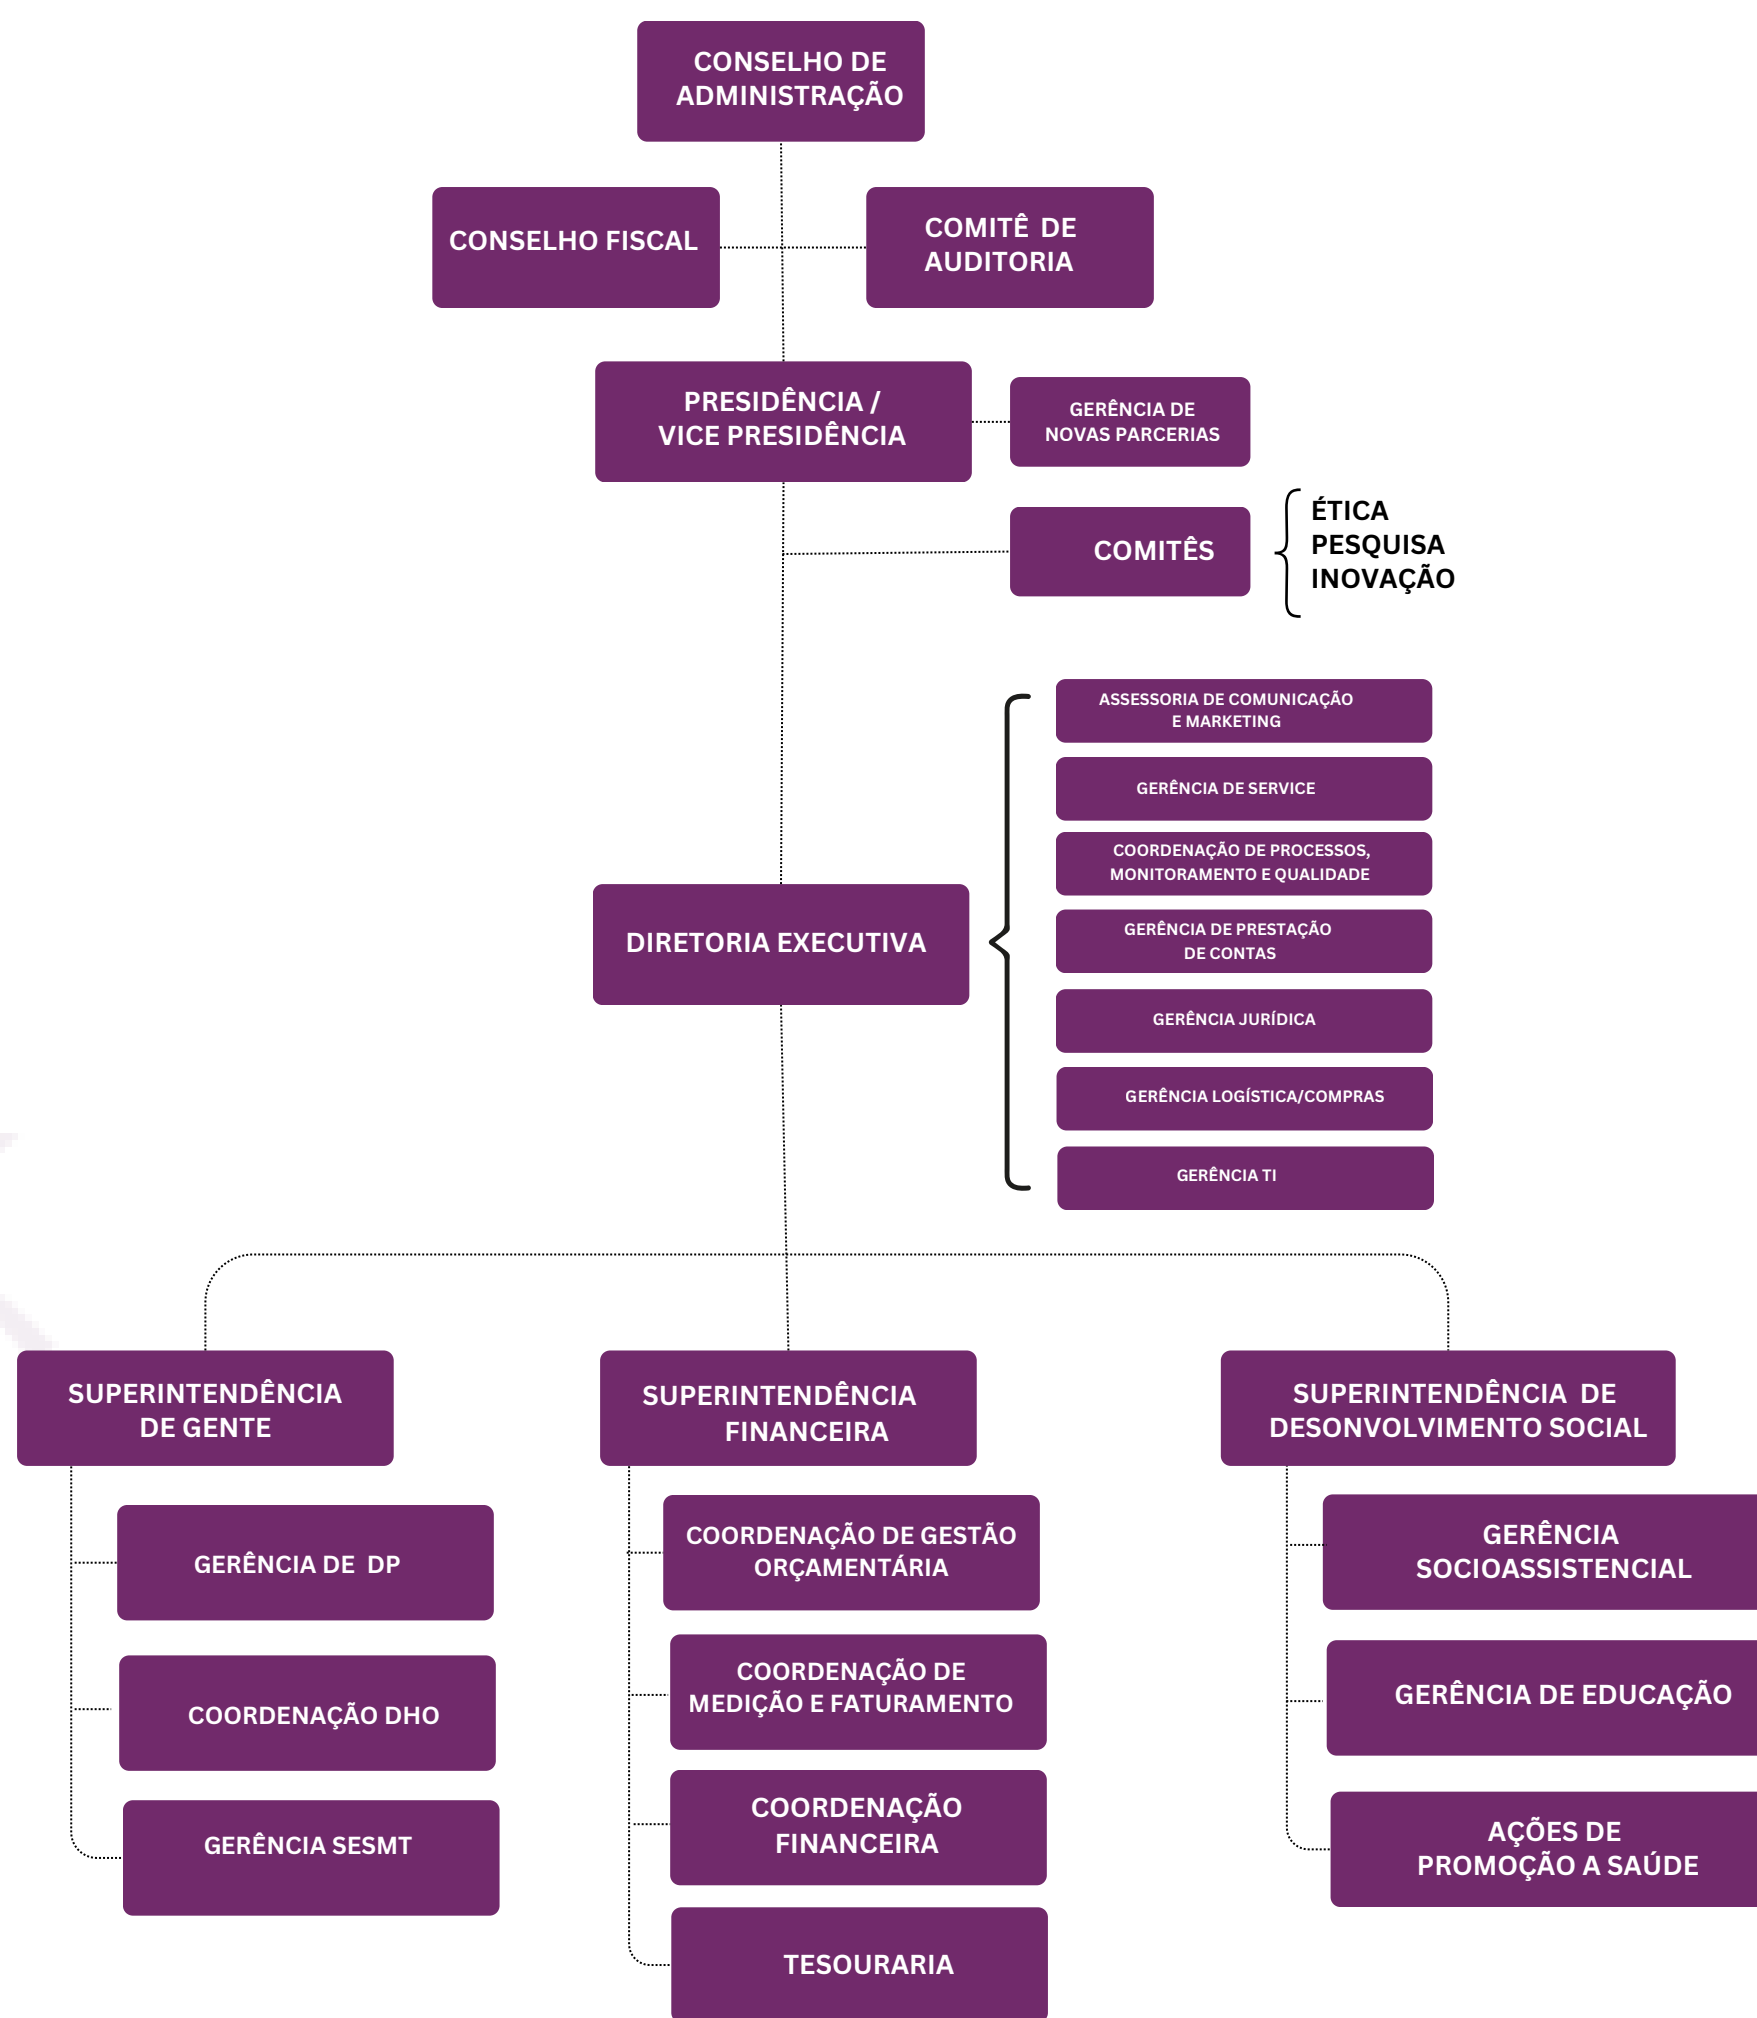 CONSELHO DE
ADMINISTRAÇÃO
CONSELHO FISCAL
COMITÊ DE
AUDITORIA
PRESIDÊNCIA /
VICE PRESIDÊNCIA
GERÊNCIA DE
NOVAS PARCERIAS
COMITÊS
ÉTICA
PESQUISA
INOVAÇÃO
DIRETORIA EXECUTIVA
ASSESSORIA DE COMUNICAÇÃO
E MARKETING
GERÊNCIA DE SERVICE
COORDENAÇÃO DE PROCESSOS,
MONITORAMENTO E QUALIDADE
GERÊNCIA DE PRESTAÇÃO
DE CONTAS
GERÊNCIA JURÍDICA
GERÊNCIA LOGÍSTICA/COMPRAS
GERÊNCIA TI
SUPERINTENDÊNCIA
DE GENTE
GERÊNCIA DE DP
COORDENAÇÃO DHO
GERÊNCIA SESMT
SUPERINTENDÊNCIA
FINANCEIRA
COORDENAÇÃO DE GESTÃO
ORÇAMENTÁRIA
COORDENAÇÃO DE
MEDIÇÃO E FATURAMENTO
COORDENAÇÃO
FINANCEIRA
TESOURARIA
SUPERINTENDÊNCIA DE
DESONVOLVIMENTO SOCIAL
GERÊNCIA
SOCIOASSISTENCIAL
GERÊNCIA DE EDUCAÇÃO
AÇÕES DE
PROMOÇÃO A SAÚDE